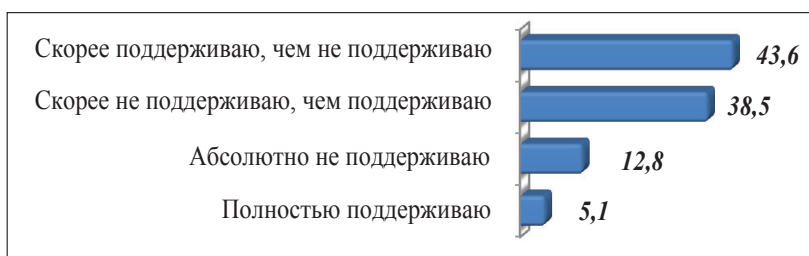 Скорее поддерживаю, чем не поддерживаю 43,6
Скорее не поддерживаю, чем поддерживаю 38,5
Абсолютно не поддерживаю 12,8
Полностью поддерживаю 5,1